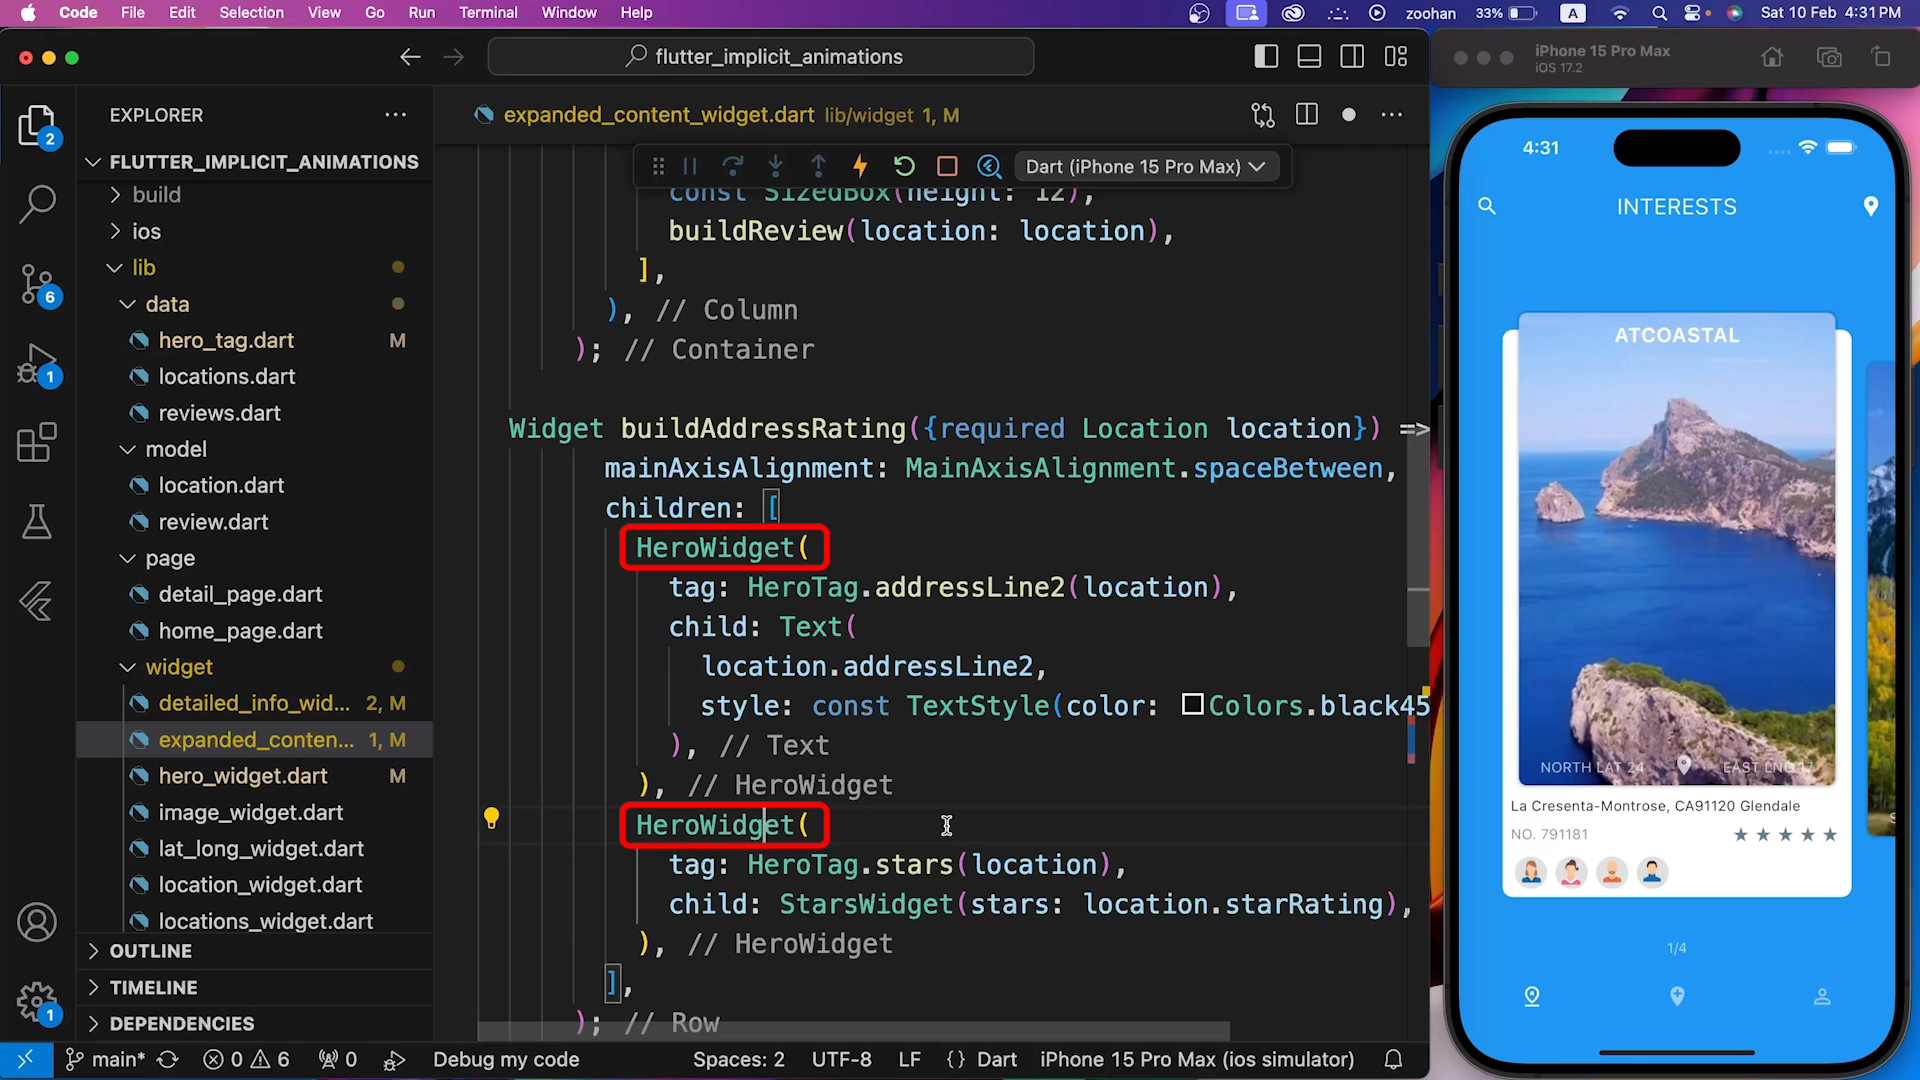 Code File Edit Selection View Go Run Terminal Window Help
zoohan 33% A Sat 10 Feb 4:31 PM
flutter_implicit_animations
iPhone 15 Pro Max
iOS 17.2
EXPLORER
FLUTTER_IMPLICIT_ANIMATIONS
build
ios
lib
data
hero_tag.dart M
locations.dart
reviews.dart
model
location.dart
review.dart
page
detail_page.dart
home_page.dart
widget
detailed_info_wid... 2, M
expanded_conten... 1, M
hero_widget.dart M
image_widget.dart
lat_long_widget.dart
location_widget.dart
locations_widget.dart
OUTLINE
TIMELINE
DEPENDENCIES
2
6
1
1
expanded_content_widget.dart lib/widget 1, M
Dart (iPhone 15 Pro Max)
const SizedBox(height: 12),
buildReview(location: location),
],
), // Column
); // Container
Widget buildAddressRating({required Location location}) =>
mainAxisAlignment: MainAxisAlignment.spaceBetween,
children: [
HeroWidget(
tag: HeroTag.addressLine2(location),
child: Text(
location.addressLine2,
style: const TextStyle(color: Colors.black45
), // Text
), // HeroWidget
HeroWidget(
tag: HeroTag.stars(location),
child: StarsWidget(stars: location.starRating),
), // HeroWidget
],
); // Row
main* 0 6 0 Debug my code Spaces: 2 UTF-8 LF {} Dart iPhone 15 Pro Max (ios simulator)
4:31
INTERESTS
ATCOASTAL
NORTH LAT 24 EAST LNG 17
La Cresenta-Montrose, CA91120 Glendale
NO. 791181
1/4